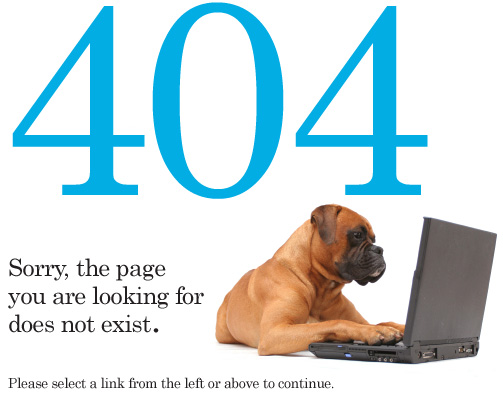 404
Sorry, the page
you are looking for
does not exist.
Please select a link from the left or above to continue.